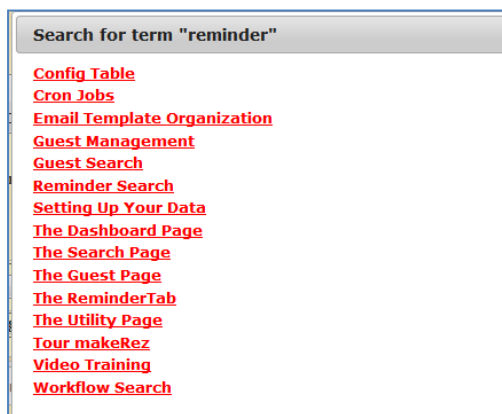 Search for term "reminder"
Config Table
Cron Jobs
Email Template Organization
Guest Management
Guest Search
Reminder Search
Setting Up Your Data
The Dashboard Page
The Search Page
The Guest Page
The ReminderTab
The Utility Page
Tour makeRez
Video Training
Workflow Search